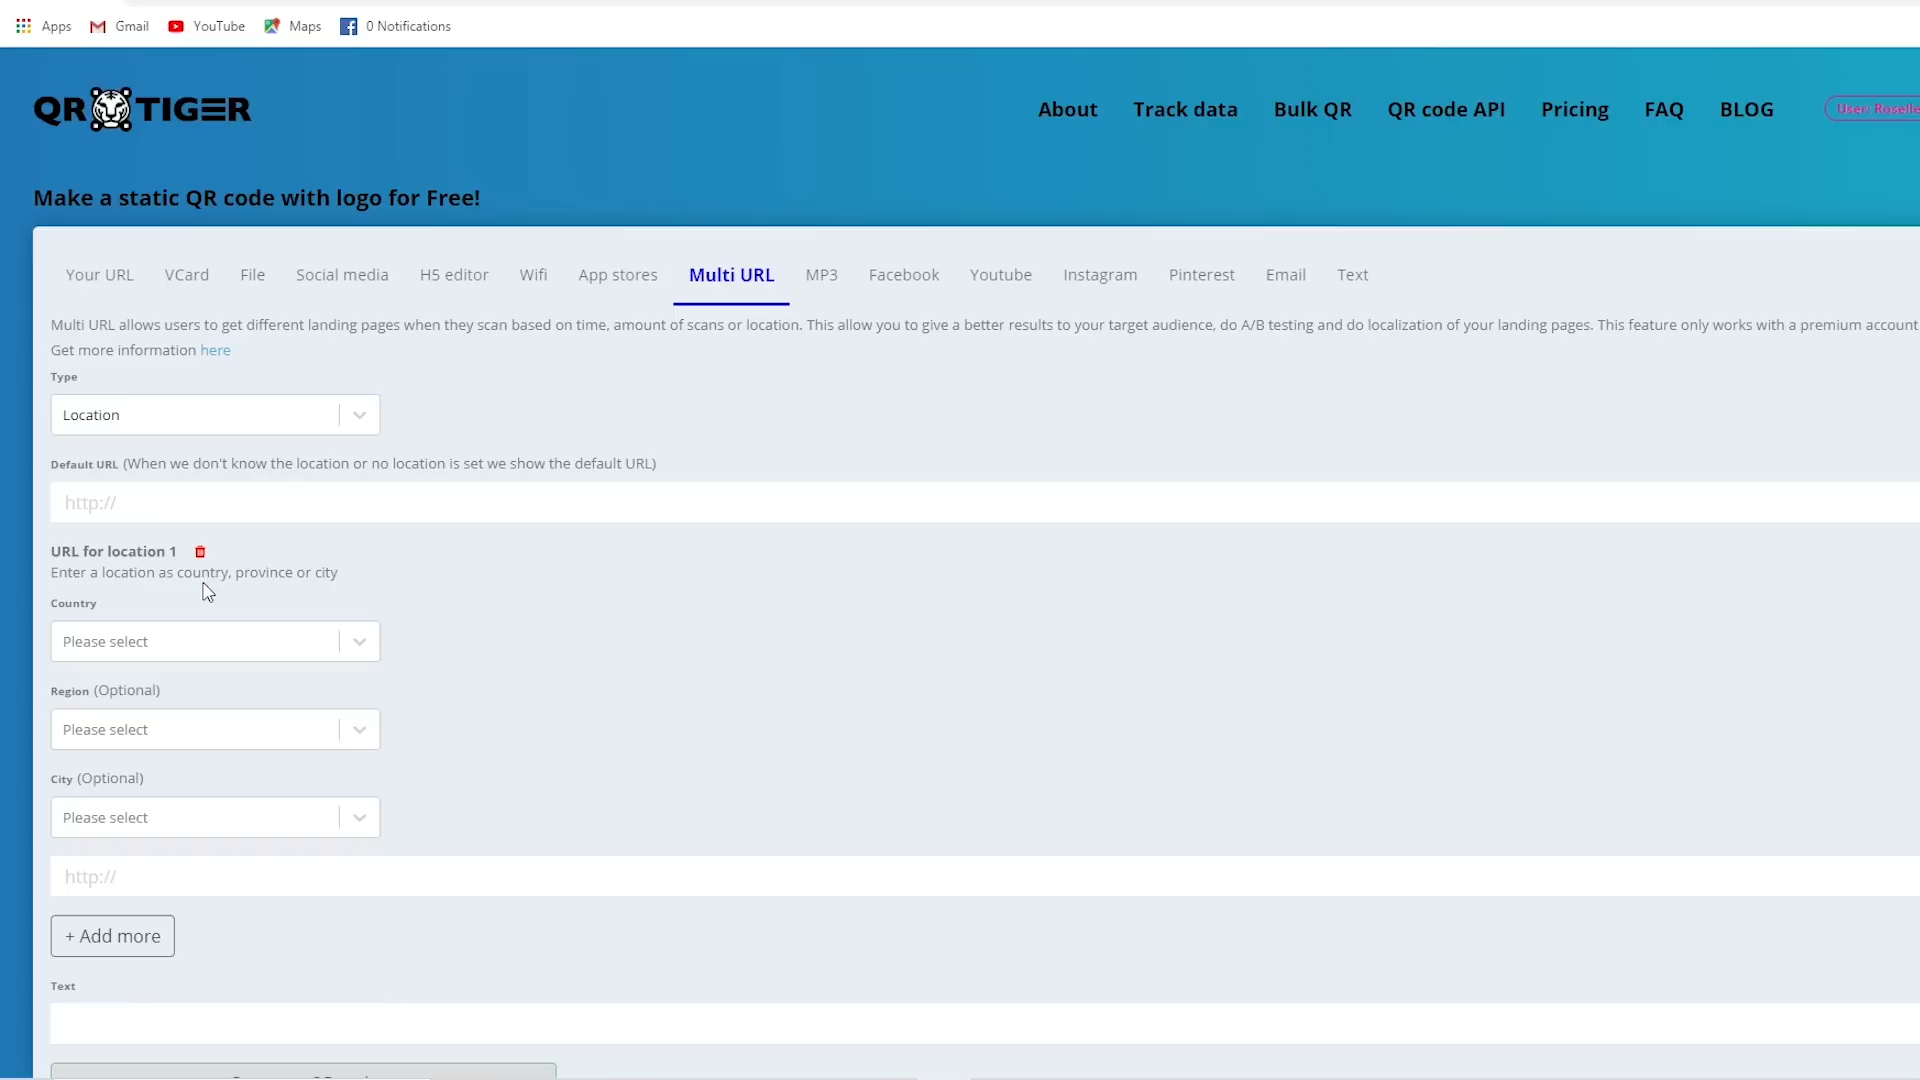 Apps Gmail YouTube Maps 0 Notifications
QR TIGER
About Track data Bulk QR QR code API Pricing FAQ BLOG User: Roselle
Make a static QR code with logo for Free!
Your URL VCard File Social media H5 editor Wifi App stores Multi URL MP3 Facebook Youtube Instagram Pinterest Email Text
Multi URL allows users to get different landing pages when they scan based on time, amount of scans or location. This allow you to give a better results to your target audience, do A/B testing and do localization of your landing pages. This feature only works with a premium account
Get more information here
Type
Location
Default URL (When we don't know the location or no location is set we show the default URL)
http://
URL for location 1
Enter a location as country, province or city
Country
Please select
Region (Optional)
Please select
City (Optional)
Please select
http://
+ Add more
Text